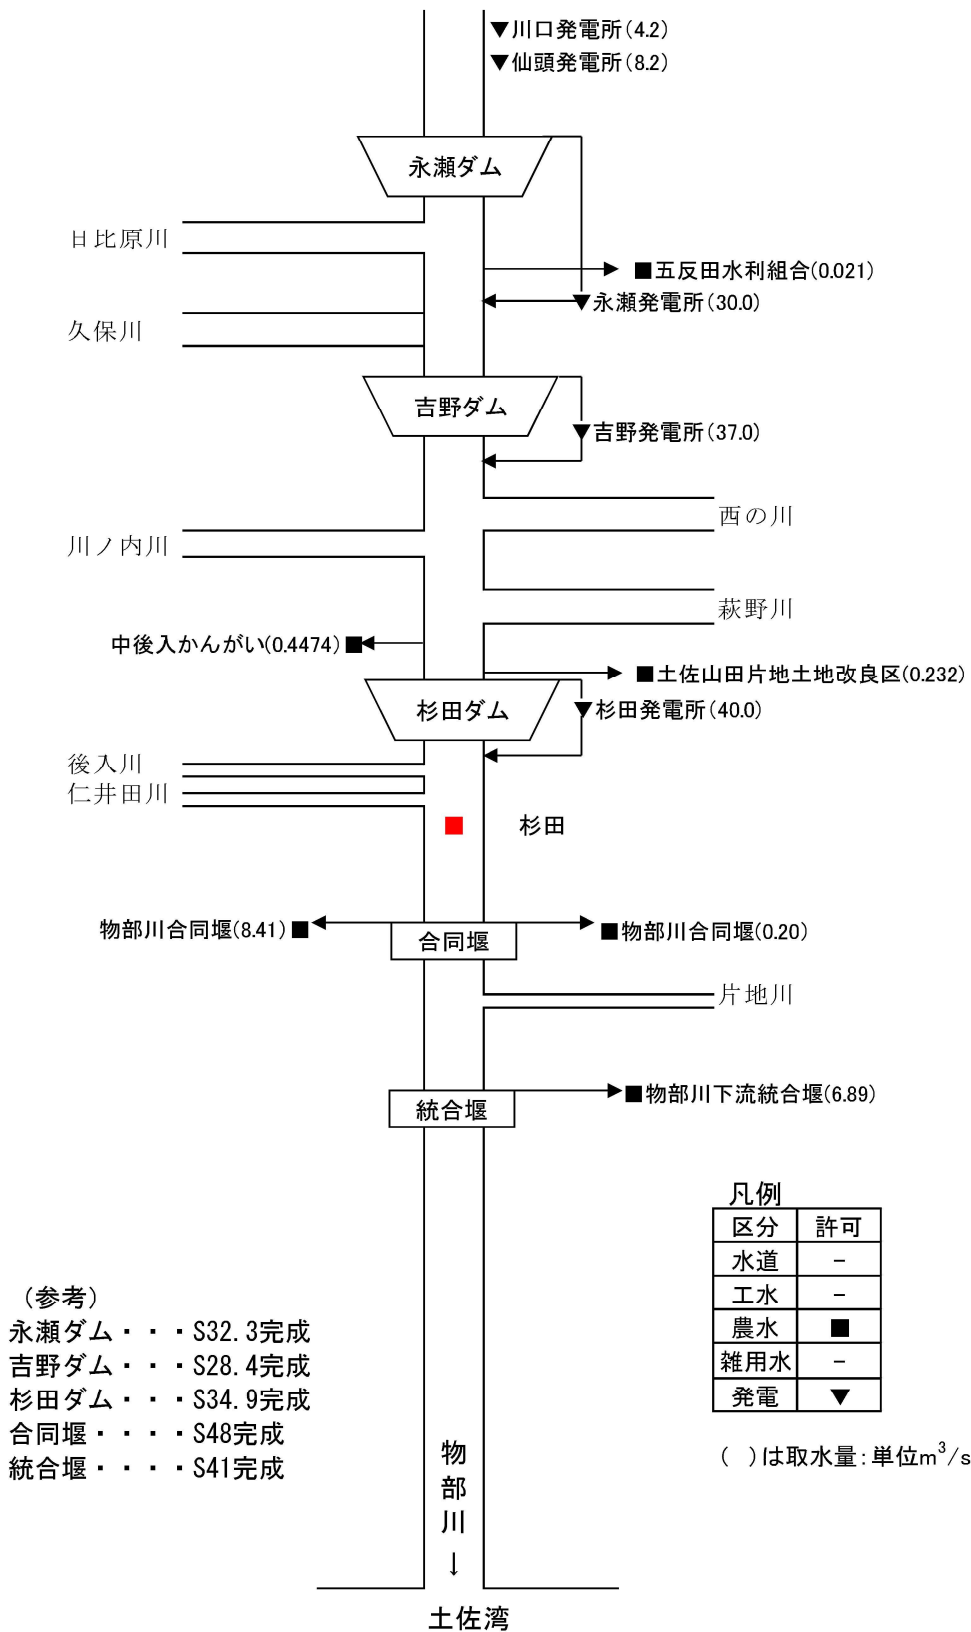 ▼川口発電所(4.2)
▼仙頭発電所(8.2)
永瀬ダム
日比原川
■五反田水利組合(0.021)
▼永瀬発電所(30.0)
久保川
吉野ダム
▼吉野発電所(37.0)
西の川
川ノ内川
萩野川
中後入かんがい(0.4474)■
■土佐山田片地土地改良区(0.232)
杉田ダム
▼杉田発電所(40.0)
後入川
仁井田川
■ 杉田
物部川合同堰(8.41)■
■物部川合同堰(0.20)
合同堰
片地川
■物部川下流統合堰(6.89)
統合堰
凡例
区分 許可
水道 −
工水 −
農水 ■
雑用水 −
発電 ▼
( )は取水量:単位m³/s
(参考)
永瀬ダム・・・S32.3完成
吉野ダム・・・S28.4完成
杉田ダム・・・S34.9完成
合同堰・・・・S48完成
統合堰・・・・S41完成
物部川↓
土佐湾